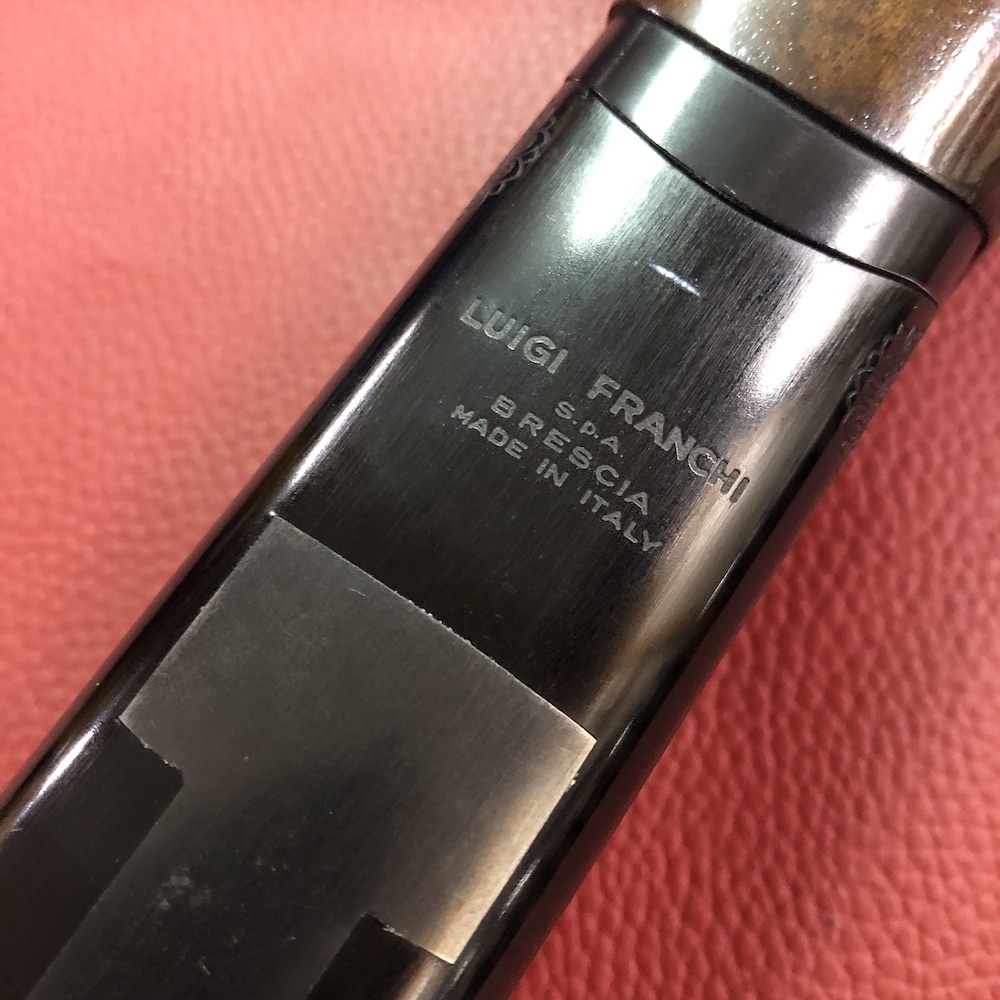 LUiGI FRANCHI
S.p.A.
BRESCIA
MADE IN ITALY